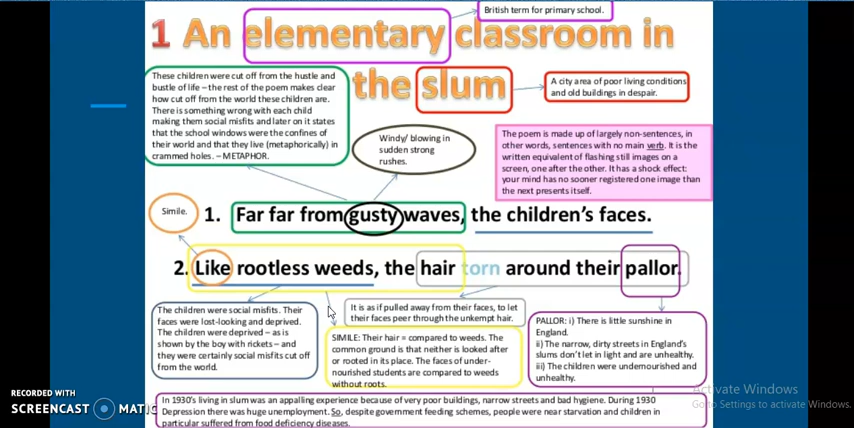 British term for primary school.
1 An elementary classroom in
the slum
These children were cut off from the hustle and
bustle of life – the rest of the poem makes clear
how cut off from the world these children are.
There is something wrong with each child
making them social misfits and later on it states
that the school windows were the confines of
their world and that they live (metaphorically) in
crammed holes. – METAPHOR.
A city area of poor living conditions
and old buildings in despair.
Windy/ blowing in
sudden strong
rushes.
The poem is made up of largely non-sentences, in
other words, sentences with no main verb. It is the
written equivalent of flashing still images on a
screen, one after the other. It has a shock effect:
your mind has no sooner registered one image than
the next presents itself.
Simile.
1. Far far from gusty waves, the children's faces.
2. Like rootless weeds, the hair torn around their pallor.
The children were social misfits. Their
faces were lost-looking and deprived.
The children were deprived – as is
shown by the boy with rickets – and
they were certainly social misfits cut off
from the world.
It is as if pulled away from their faces, to let
their faces peer through the unkempt hair.
SIMILE: Their hair = compared to weeds. The
common ground is that neither is looked after
or rooted in its place. The faces of under-
nourished students are compared to weeds
without roots.
PALLOR: i) There is little sunshine in
England.
ii) The narrow, dirty streets in England's
slums don't let in light and are unhealthy.
iii) The children were undernourished and
unhealthy.
In 1930's living in slum was an appalling experience because of very poor buildings, narrow streets and bad hygiene. During 1930
Depression there was huge unemployment. So, despite government feeding schemes, people were near starvation and children in
particular suffered from food deficiency diseases.
RECORDED WITH
SCREENCAST MATIC
Activate Windows
Go to Settings to activate Windows.